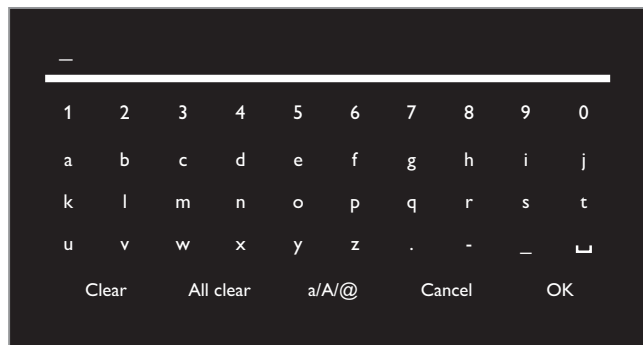 _
1 2 3 4 5 6 7 8 9 0
a b c d e f g h i j
k l m n o p q r s t
u v w x y z . - _ ␣
Clear All clear a/A/@ Cancel OK